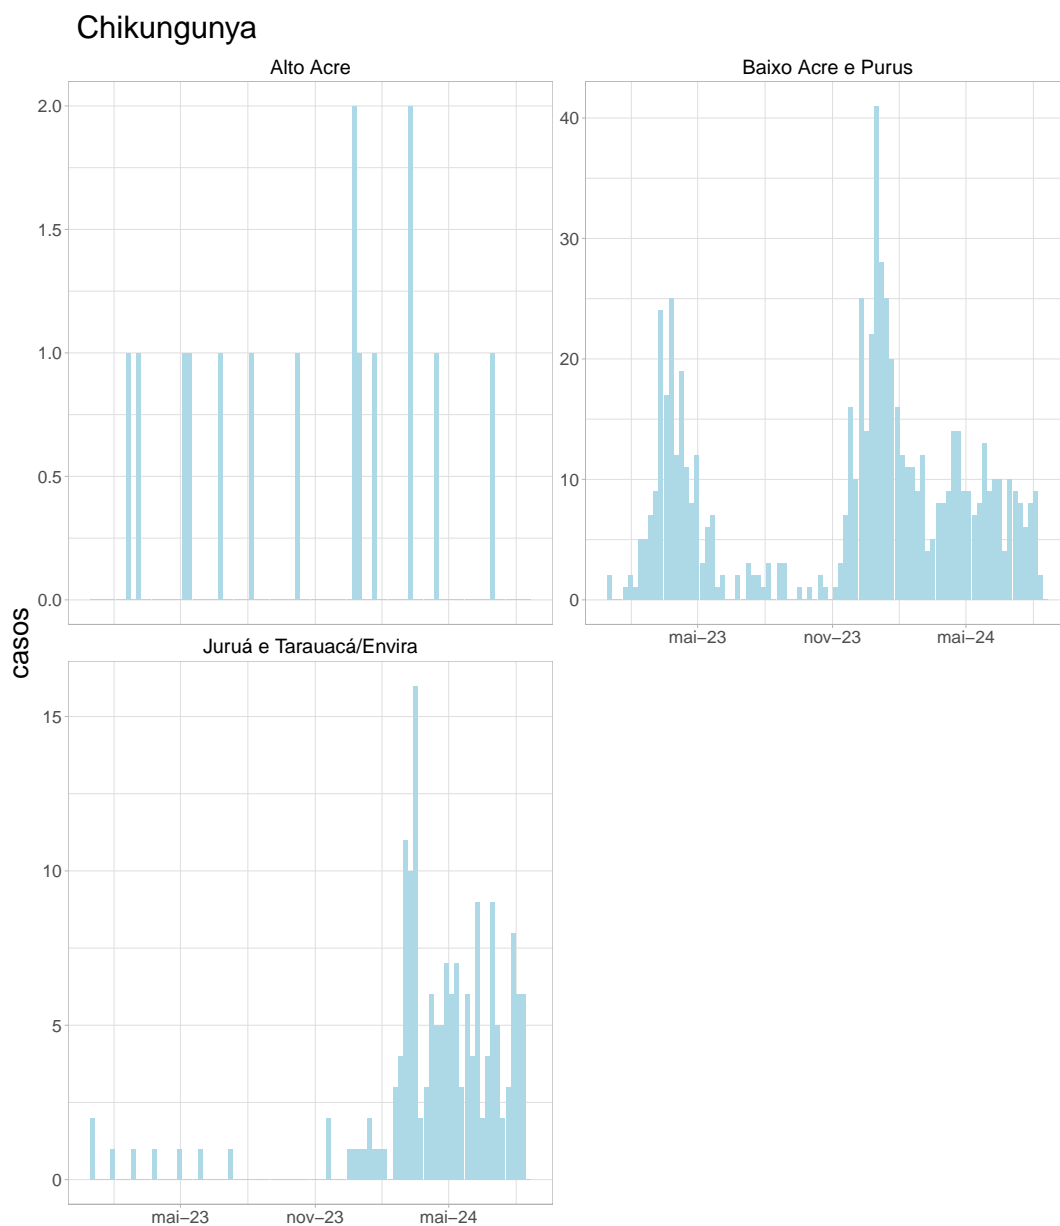 Chikungunya
Alto Acre
2.0
1.5
1.0
0.5
0.0
Baixo Acre e Purus
40
30
20
10
0
mai−23 nov−23 mai−24
casos
Juruá e Tarauacá/Envira
15
10
5
0
mai−23 nov−23 mai−24